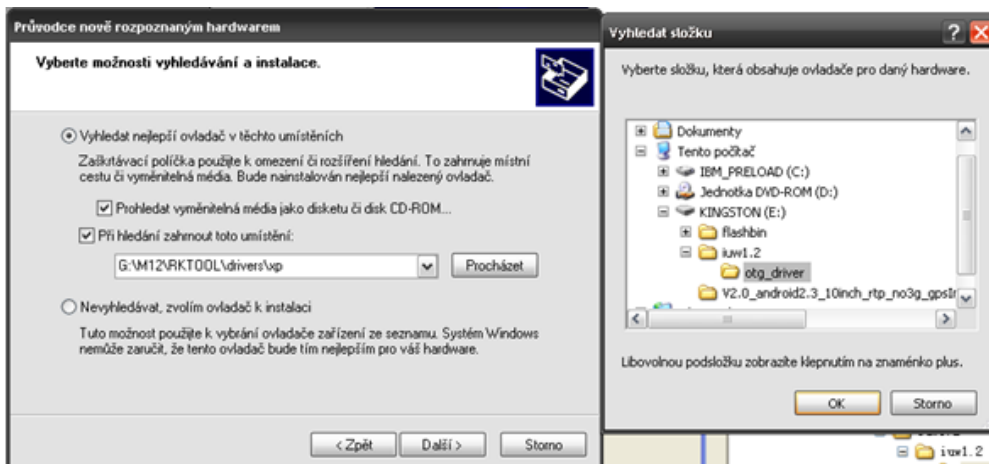 Průvodce nově rozpoznaným hardwarem
Vyberte možnosti vyhledávání a instalace.
Vyhledat nejlepší ovladač v těchto umístěních
Zaškrtávací políčka použijte k omezení či rozšíření hledání. To zahrnuje místní
cestu či vyměnitelná média. Bude nainstalován nejlepší nalezený ovladač.
Prohledat vyměnitelná média jako disketu či disk CD-ROM...
Při hledání zahrnout toto umístění:
G:\M12\RKTOOL\drivers\xp
Procházet
Nevyhledávat, zvolím ovladač k instalaci
Tuto možnost použijte k vybrání ovladače zařízení ze seznamu. Systém Windows
nemůže zaručit, že tento ovladač bude tím nejlepším pro váš hardware.
< Zpět
Další >
Storno
Vyhledat složku
Vyberte složku, která obsahuje ovladače pro daný hardware.
Dokumenty
Tento počítač
IBM_PRELOAD (C:)
Jednotka DVD-ROM (D:)
KINGSTON (E:)
flashbin
iuw1.2
otg_driver
V2.0_android2.3_10inch_rtp_no3g_gpsIr
Libovolnou podsložku zobrazíte klepnutím na znaménko plus.
OK
Storno
iuw1.2